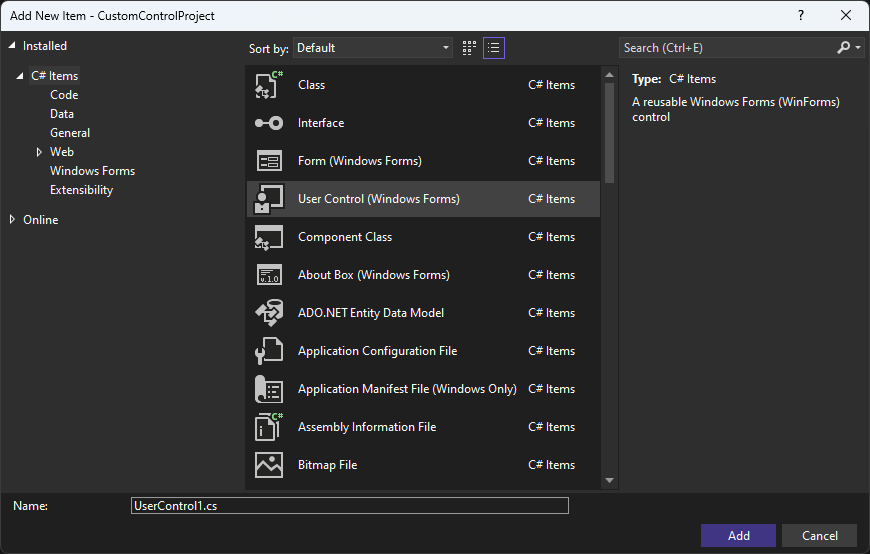 Add New Item - CustomControlProject
?
Installed
C# Items
Code
Data
General
Web
Windows Forms
Extensibility
Online
Sort by: Default
C# Class C# Items
Interface C# Items
Form (Windows Forms) C# Items
User Control (Windows Forms) C# Items
Component Class C# Items
v.1.0 About Box (Windows Forms) C# Items
ADO.NET Entity Data Model C# Items
Application Configuration File C# Items
Application Manifest File (Windows Only) C# Items
C# Assembly Information File C# Items
Bitmap File C# Items
Search (Ctrl+E)
Type: C# Items
A reusable Windows Forms (WinForms)
control
Name: UserControl1.cs
Add Cancel